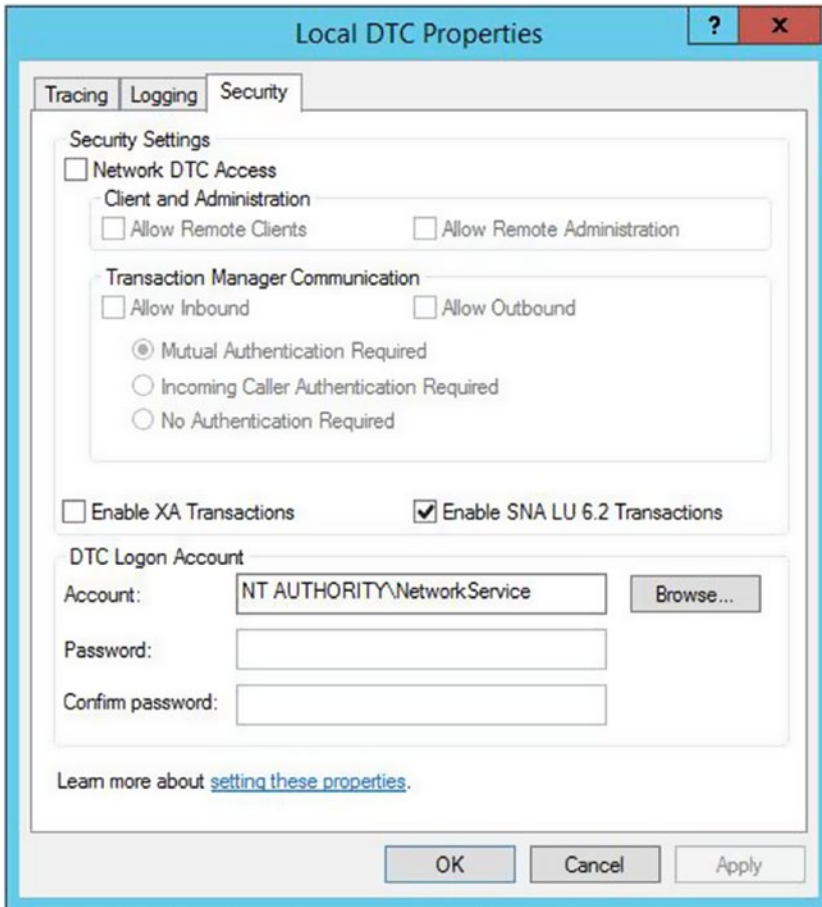 Local DTC Properties
? x
Tracing Logging Security
Security Settings
Network DTC Access
Client and Administration
Allow Remote Clients Allow Remote Administration
Transaction Manager Communication
Allow Inbound Allow Outbound
Mutual Authentication Required
Incoming Caller Authentication Required
No Authentication Required
Enable XA Transactions Enable SNA LU 6.2 Transactions
DTC Logon Account
Account: NT AUTHORITY\NetworkService Browse...
Password:
Confirm password:
Learn more about setting these properties.
OK Cancel Apply